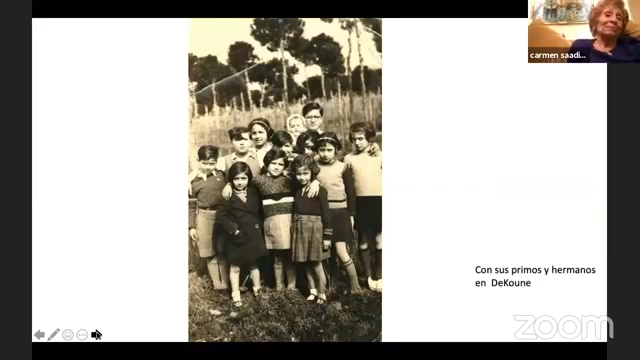 carmen saadi...
Con sus primos y hermanos
en DeKoune
zoom